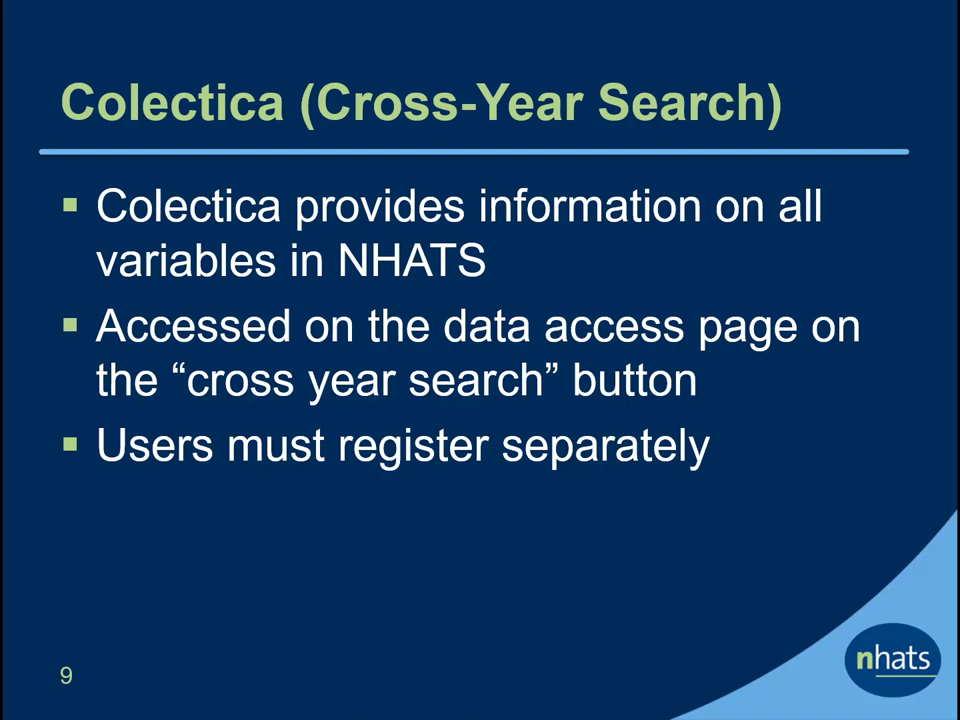 Colectica (Cross-Year Search)
▪ Colectica provides information on all
variables in NHATS
▪ Accessed on the data access page on
the “cross year search” button
▪ Users must register separately
9
nhats